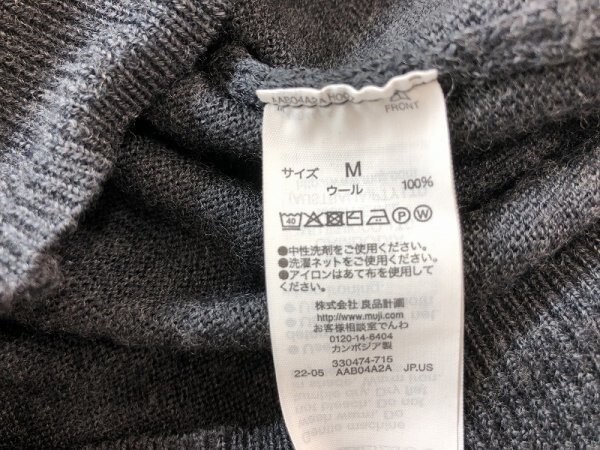 AAB04A2A
FRONT
サイズ M
ウール 100%
40 P W
●中性洗剤をご使用ください。
●洗濯ネットをご使用ください。
●アイロンはあて布を使用して
ください。
株式会社 良品計画
http://www.muji.com/
お客様相談室でんわ
0120-14-6404
カンボジア製
330474-715
22-05 AAB04A2A JP.US